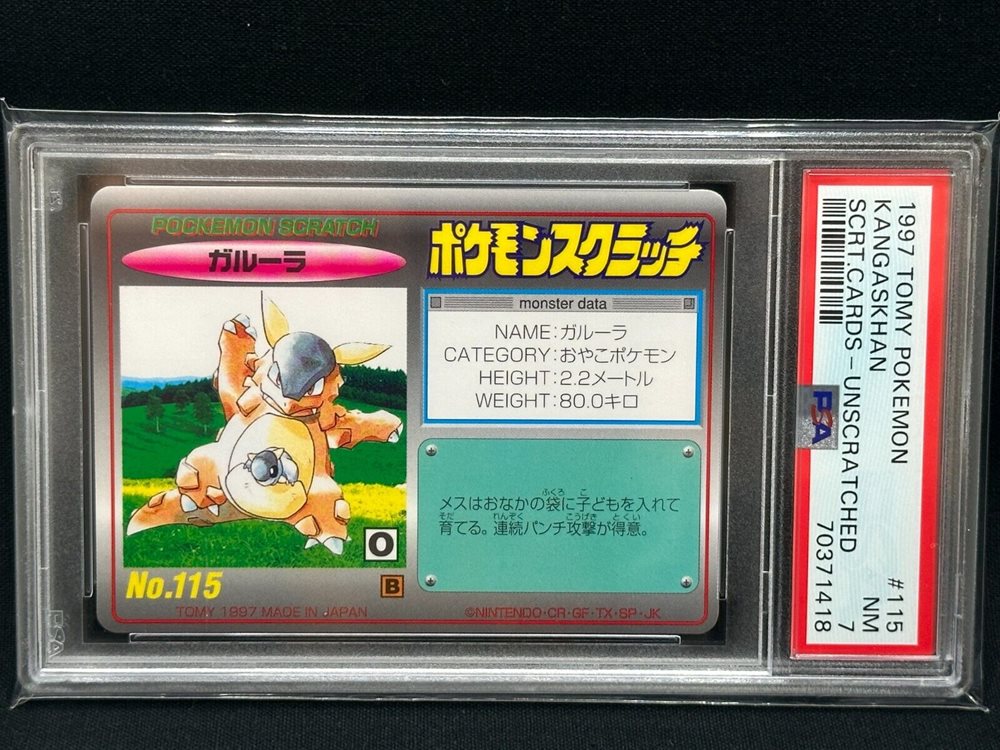 POCKEMON SCRATCH
ガルーラ
No.115
O
B
TOMY 1997 MADE IN JAPAN
ポケモンスクラッチ
monster data
NAME:ガルーラ
CATEGORY:おやこポケモン
HEIGHT:2.2メートル
WEIGHT:80.0キロ
メスはおなかの袋に子どもを入れて
育てる。連続パンチ攻撃が得意。
©NINTENDO·CR·GF·TX·SP·JK
1997 TOMY POKEMON #115
KANGASKHAN NM
SCRT.CARDS-UNSCRATCHED 7
PSA 70371418